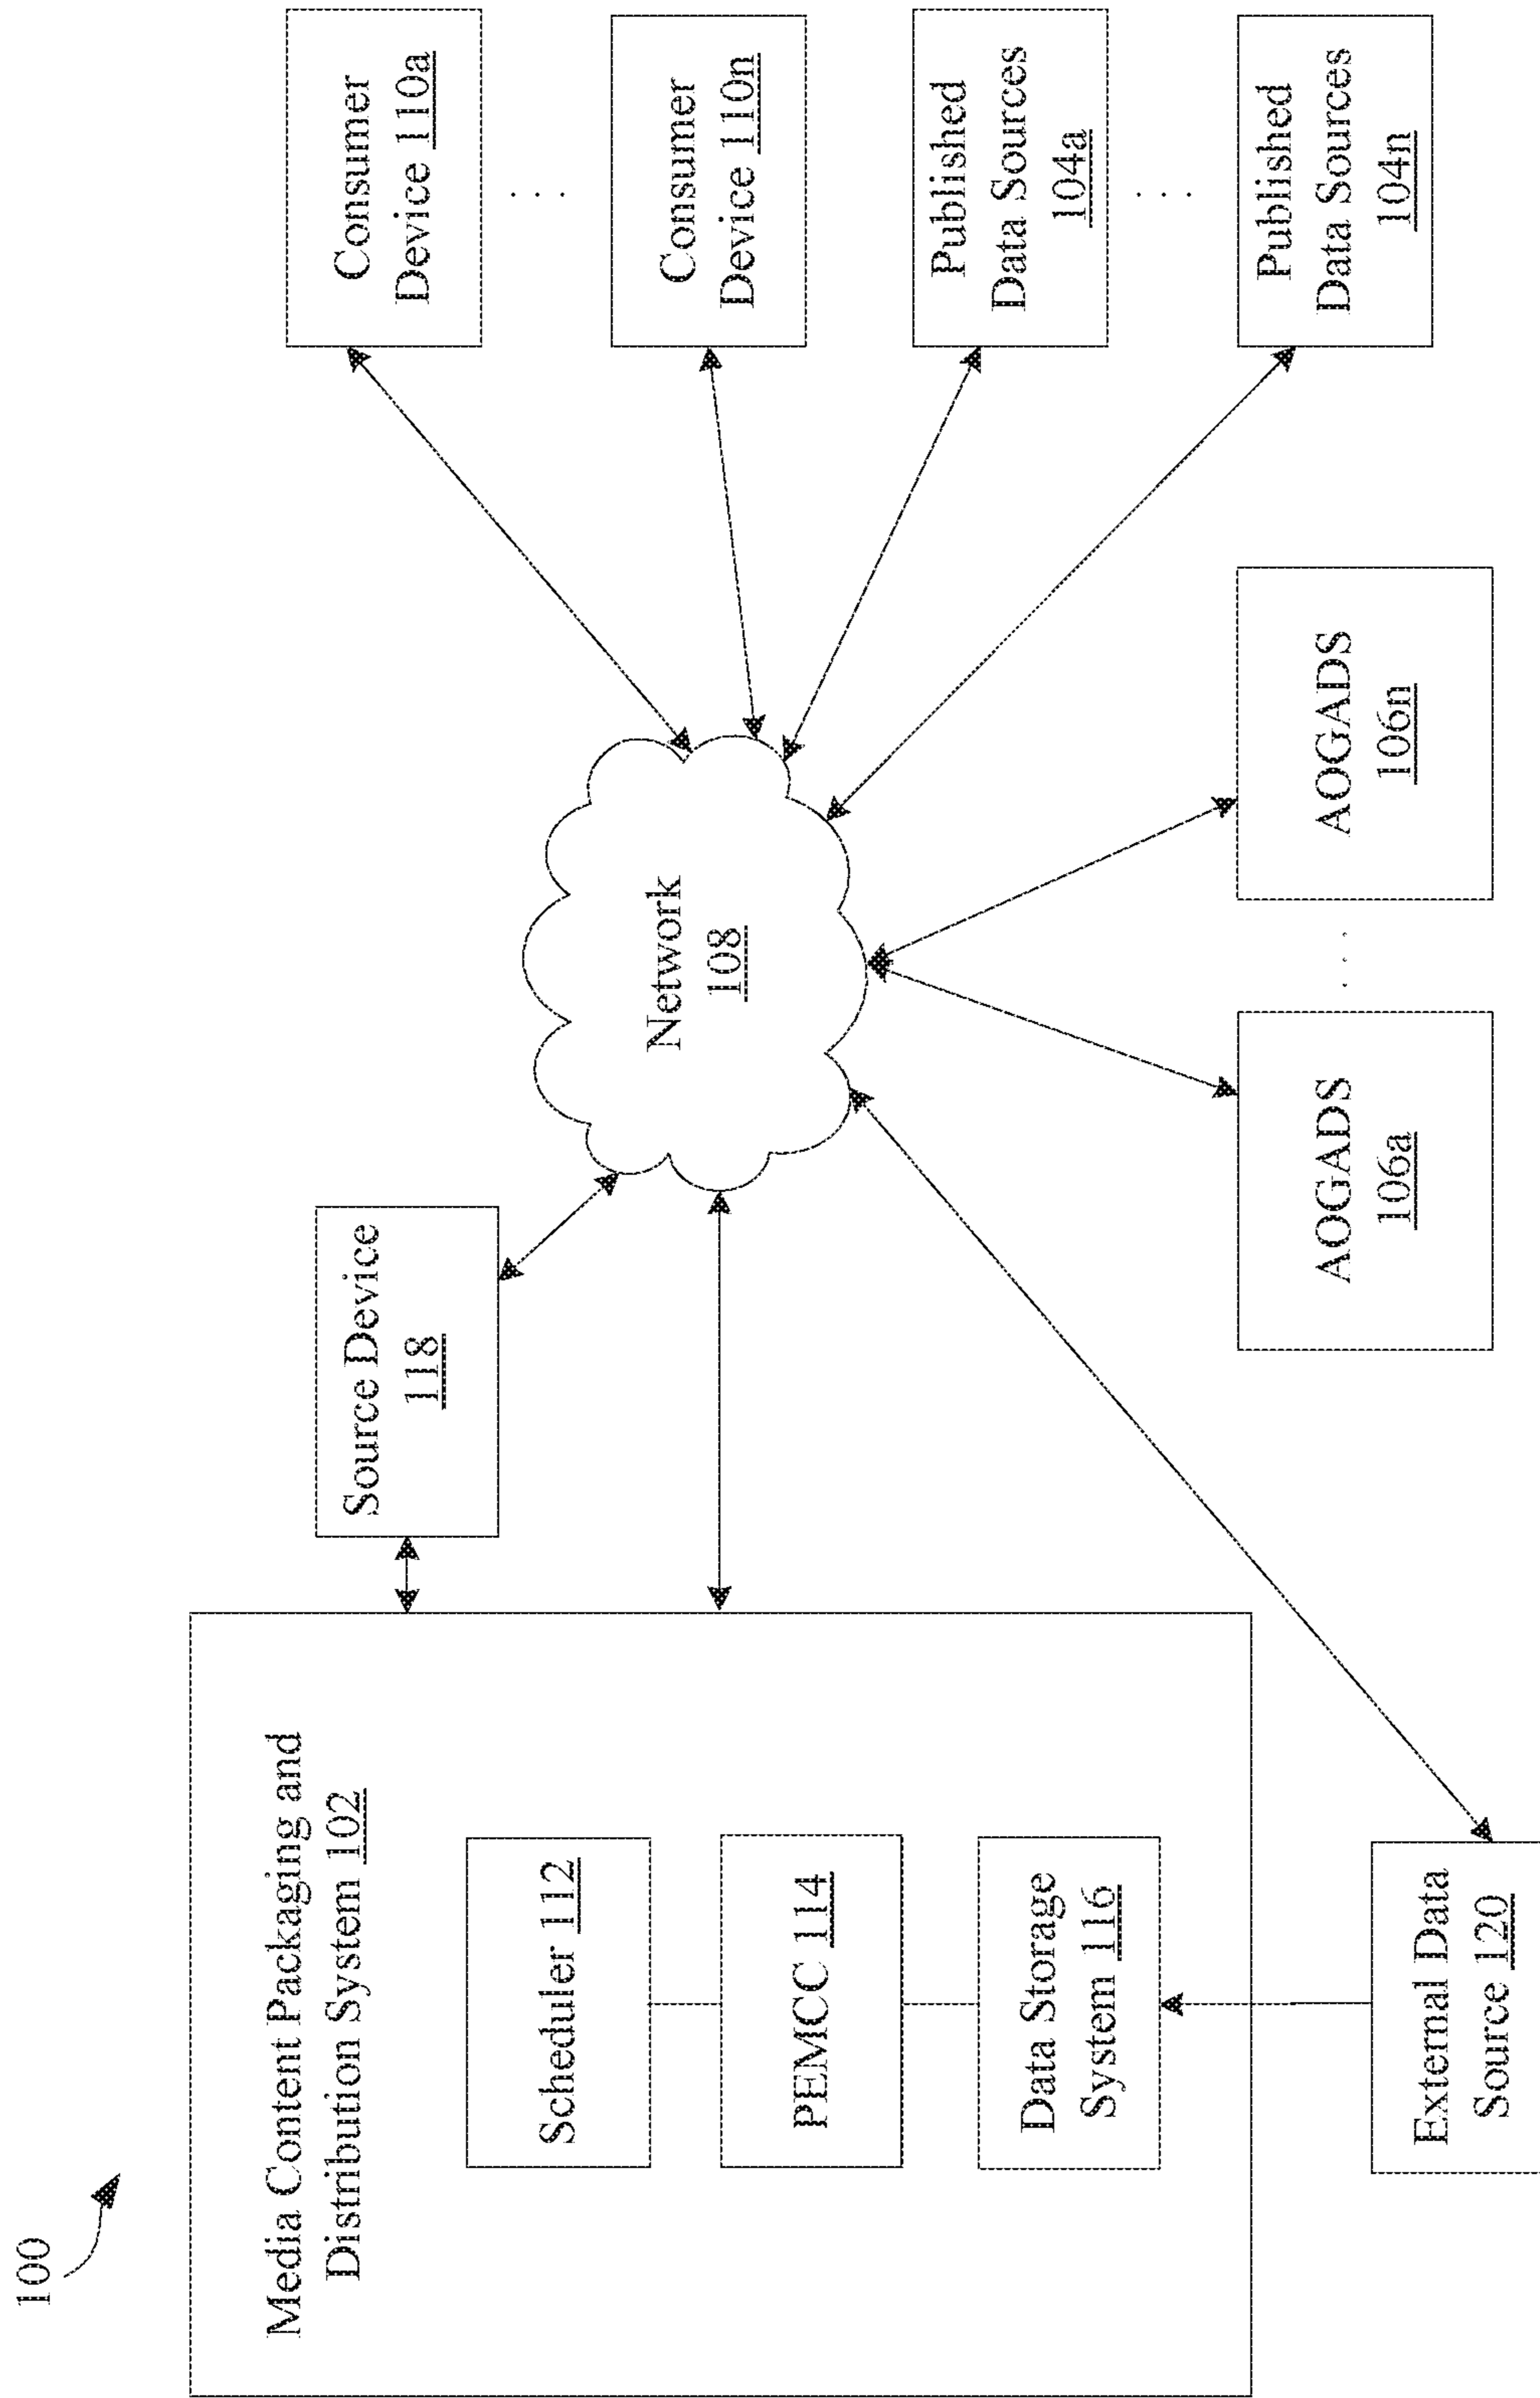 100
Media Content Packaging and
Distribution System 102
Scheduler 112
PEMCC 114
Data Storage
System 116
External Data
Source 120
Source Device
118
Network
108
AOGADS
106a
. . . .
AOGADS
106n
Consumer
Device 110a
. . .
Consumer
Device 110n
Published
Data Sources
104a
. . .
Published
Data Sources
104n